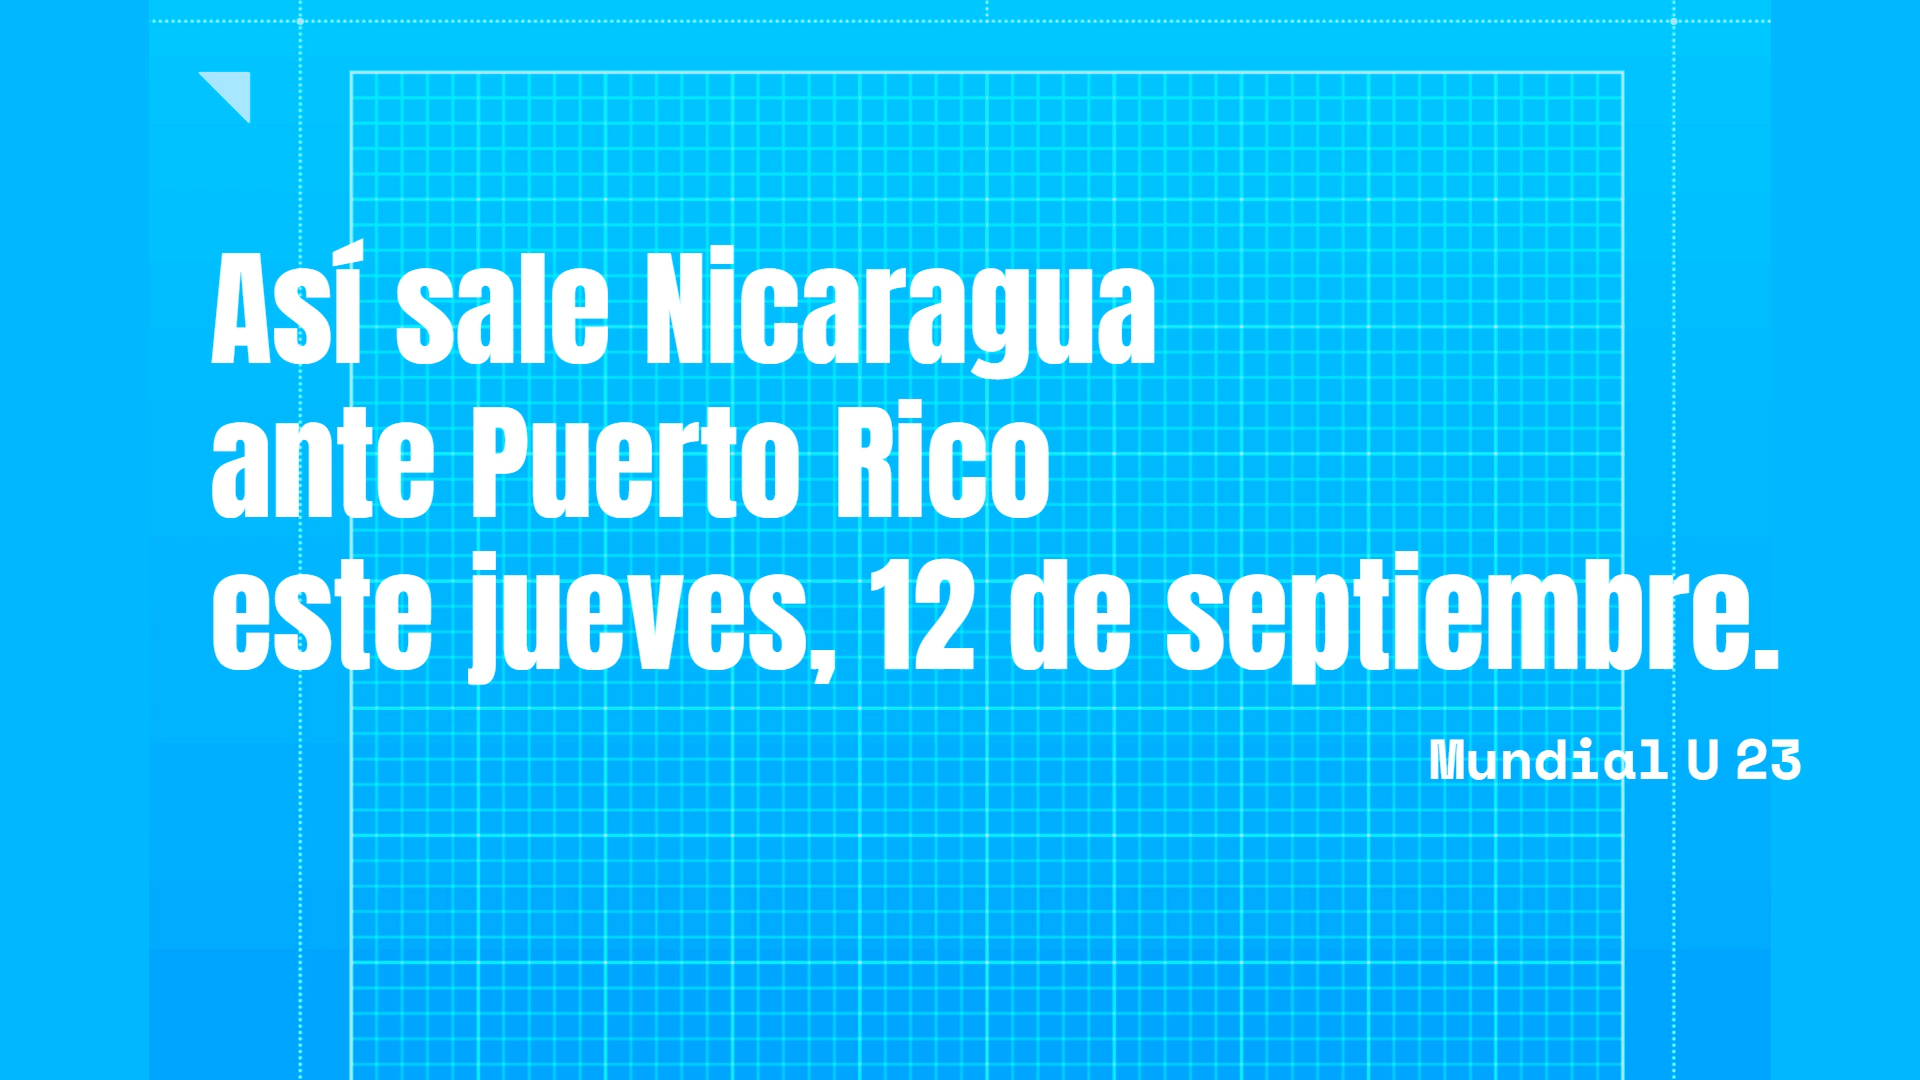 Así sale Nicaragua
ante Puerto Rico
este jueves, 12 de septiembre.
Mundial U 23